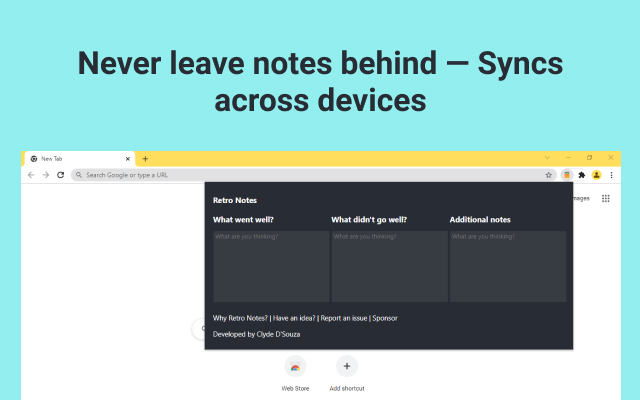 Never leave notes behind — Syncs
across devices
New Tab
Search Google or type a URL
Retro Notes
What went well? What didn't go well? Additional notes
What are you thinking? What are you thinking? What are you thinking?
Why Retro Notes? | Have an idea? | Report an issue | Sponsor
Developed by Clyde D'Souza
Web Store Add shortcut